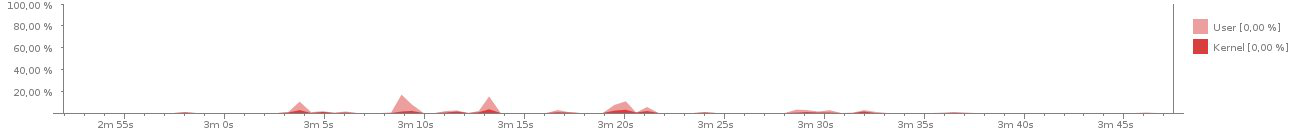 100,00 %
80,00 %
60,00 %
40,00 %
20,00 %
User [0,00 %]
Kernel [0,00 %]
2m 55s 3m 0s 3m 5s 3m 10s 3m 15s 3m 20s 3m 25s 3m 30s 3m 35s 3m 40s 3m 45s